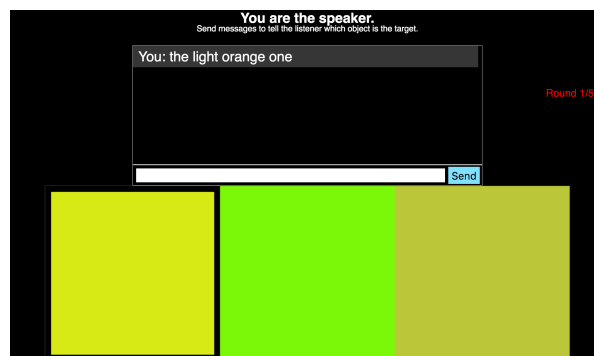 You are the speaker.
Send messages to tell the listener which object is the target.
You: the light orange one
Round 1/5
Send